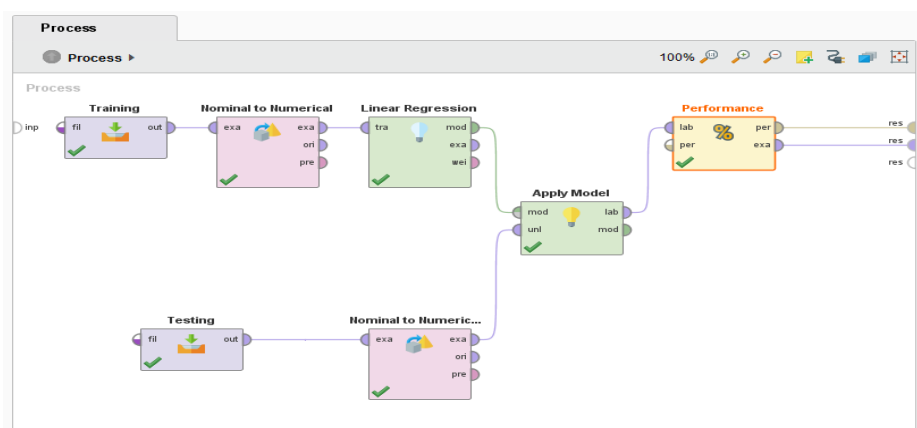 Process
Process
100%
Process
Training
Nominal to Numerical
Linear Regression
Performance
inp
fil out
exa exa
ori
pre
tra mod
exa
wei
lab per
per exa
res
res
res
Apply Model
mod lab
unl mod
Testing
Nominal to Numeric...
fil out
exa exa
ori
pre